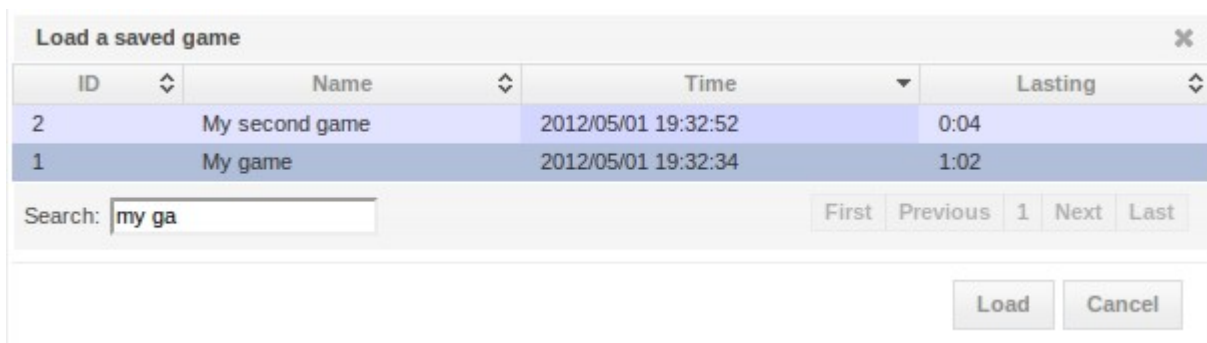 Load a saved game
ID Name Time Lasting
2 My second game 2012/05/01 19:32:52 0:04
1 My game 2012/05/01 19:32:34 1:02
Search: my ga First Previous 1 Next Last
Load Cancel